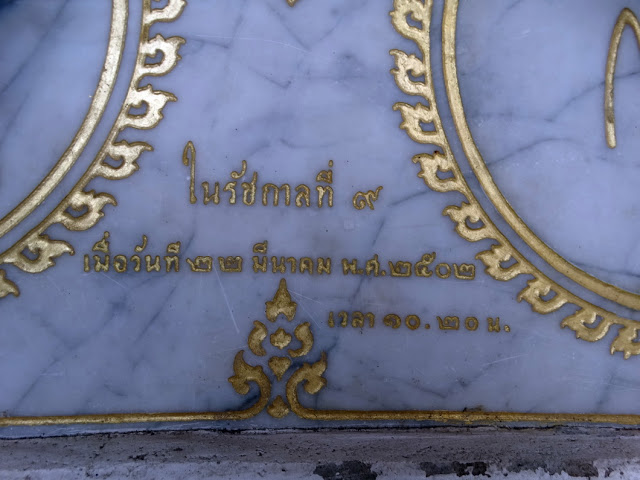 ในรัชกาลที่ ๙
เมื่อวันที่ ๒๒ มีนาคม พ.ศ.๒๕๐๒
เวลา ๑๐.๒๐ น.